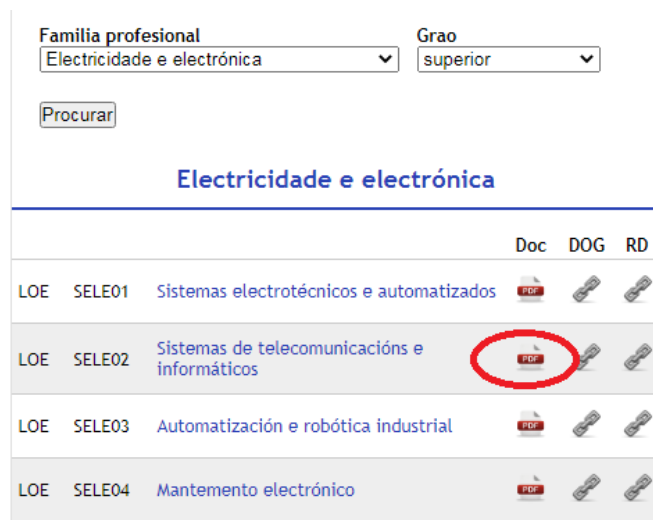 Familia profesional Grao
Electricidade e electrónica superior
Procurar
Electricidade e electrónica
Doc DOG RD
LOE SELE01 Sistemas electrotécnicos e automatizados PDF
LOE SELE02 Sistemas de telecomunicacións e
informáticos PDF
LOE SELE03 Automatización e robótica industrial PDF
LOE SELE04 Mantemento electrónico PDF